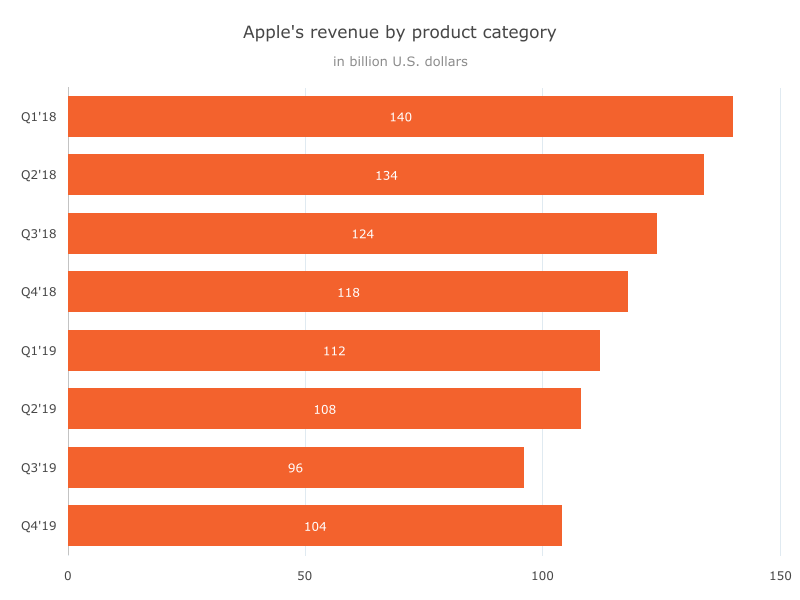 Apple's revenue by product category
in billion U.S. dollars
Q1'18 140
Q2'18 134
Q3'18 124
Q4'18 118
Q1'19 112
Q2'19 108
Q3'19 96
Q4'19 104
0 50 100 150